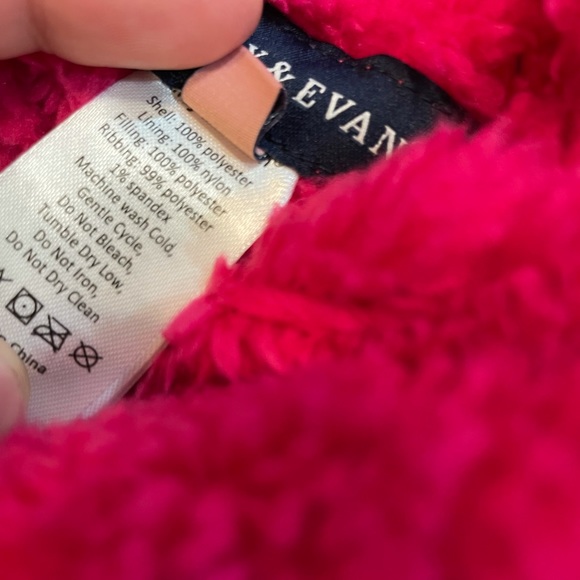 & EVAN
Shell: 100% polyester
Lining: 100% nylon
Filling: 100% polyester
Ribbing: 99% polyester
1% spandex
Machine wash Cold,
Gentle Cycle,
Do Not Bleach,
Tumble Dry Low,
Do Not Iron,
Do Not Dry Clean
China